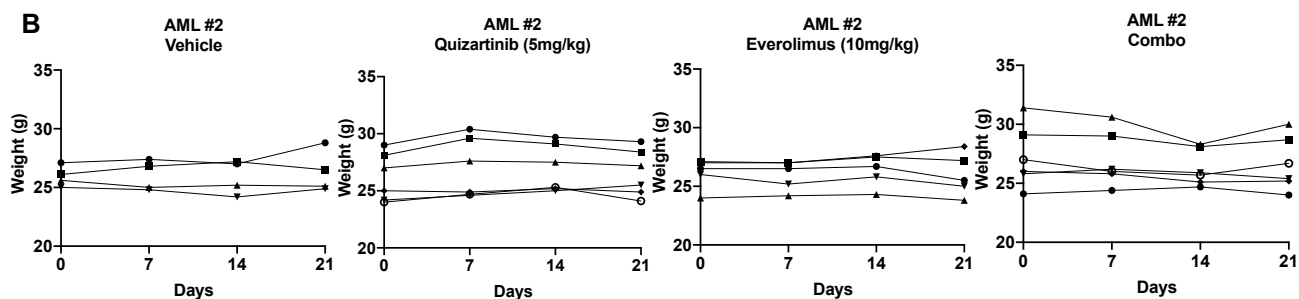 B
AML #2
Vehicle
Weight (g)
35
30
25
20
0 7 14 21
Days
AML #2
Quizartinib (5mg/kg)
Weight (g)
35
30
25
20
0 7 14 21
Days
AML #2
Everolimus (10mg/kg)
Weight (g)
35
30
25
20
0 7 14 21
Days
AML #2
Combo
Weight (g)
35
30
25
20
0 7 14 21
Days